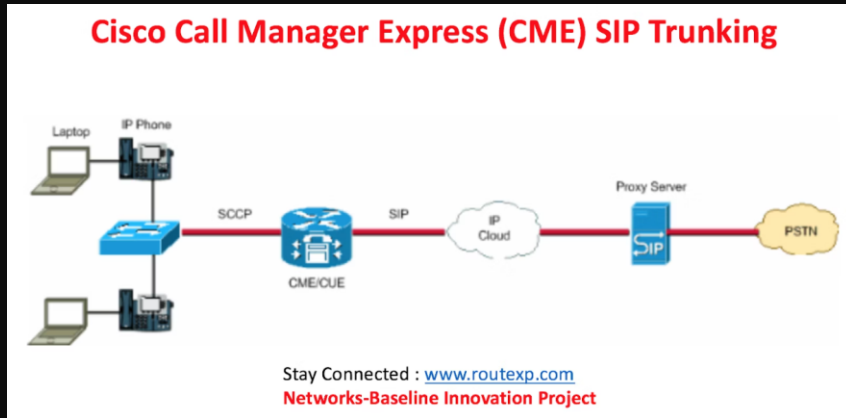 Cisco Call Manager Express (CME) SIP Trunking
Laptop
IP Phone
SCCP
CME/CUE
SIP
IP
Cloud
Proxy Server
SIP
PSTN
Stay Connected : www.routexp.com
Networks-Baseline Innovation Project